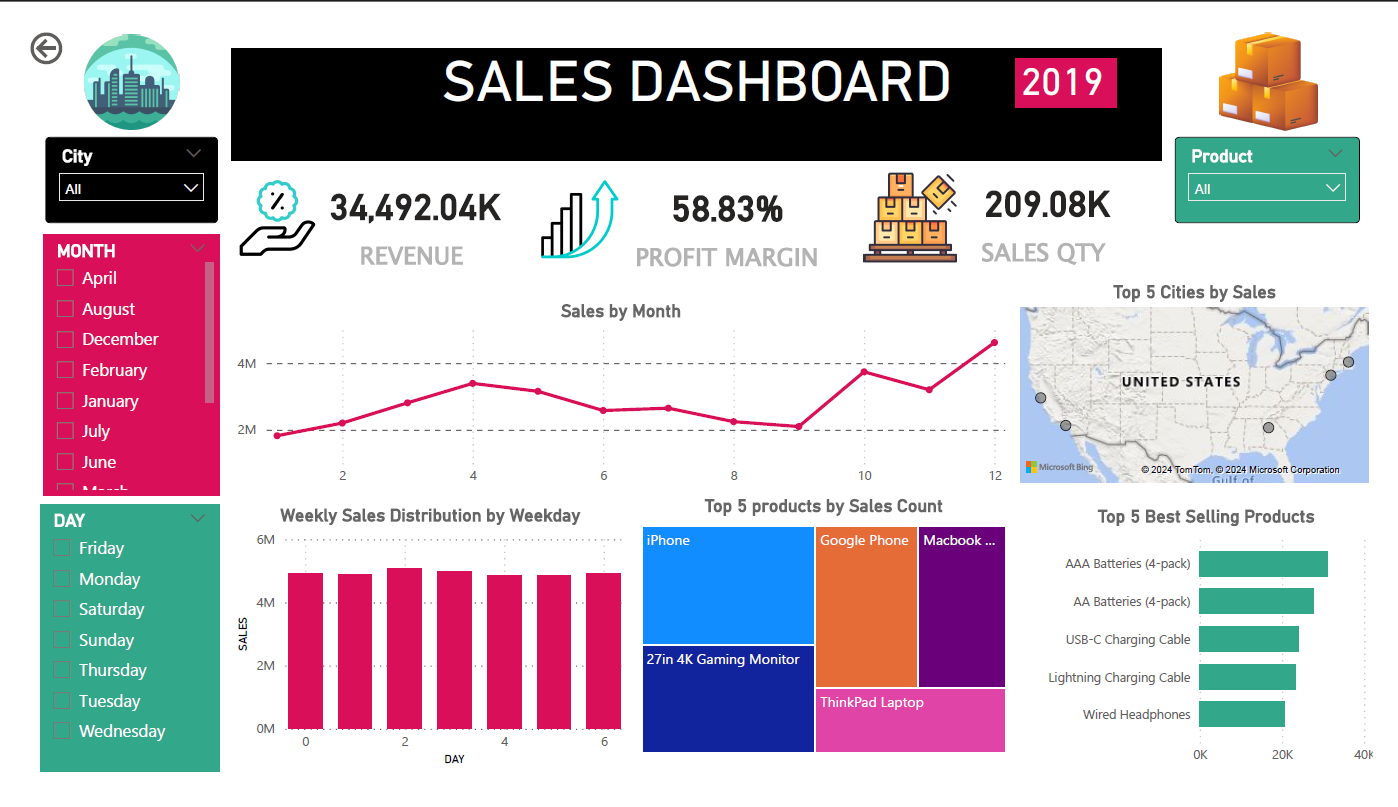 SALES DASHBOARD
2019
City
All
Product
All
34,492.04K
REVENUE
58.83%
PROFIT MARGIN
209.08K
SALES QTY
MONTH
April
August
December
February
January
July
June
March
DAY
Friday
Monday
Saturday
Sunday
Thursday
Tuesday
Wednesday
Sales by Month
4M
2M
2
4
6
8
10
12
Top 5 Cities by Sales
UNITED STATES
Microsoft Bing
© 2024 TomTom, © 2024 Microsoft Corporation
Gulf of
Weekly Sales Distribution by Weekday
SALES
6M
4M
2M
0M
0
2
4
6
DAY
Top 5 products by Sales Count
iPhone
Google Phone
Macbook ...
27in 4K Gaming Monitor
ThinkPad Laptop
Top 5 Best Selling Products
AAA Batteries (4-pack)
AA Batteries (4-pack)
USB-C Charging Cable
Lightning Charging Cable
Wired Headphones
0K
20K
40K